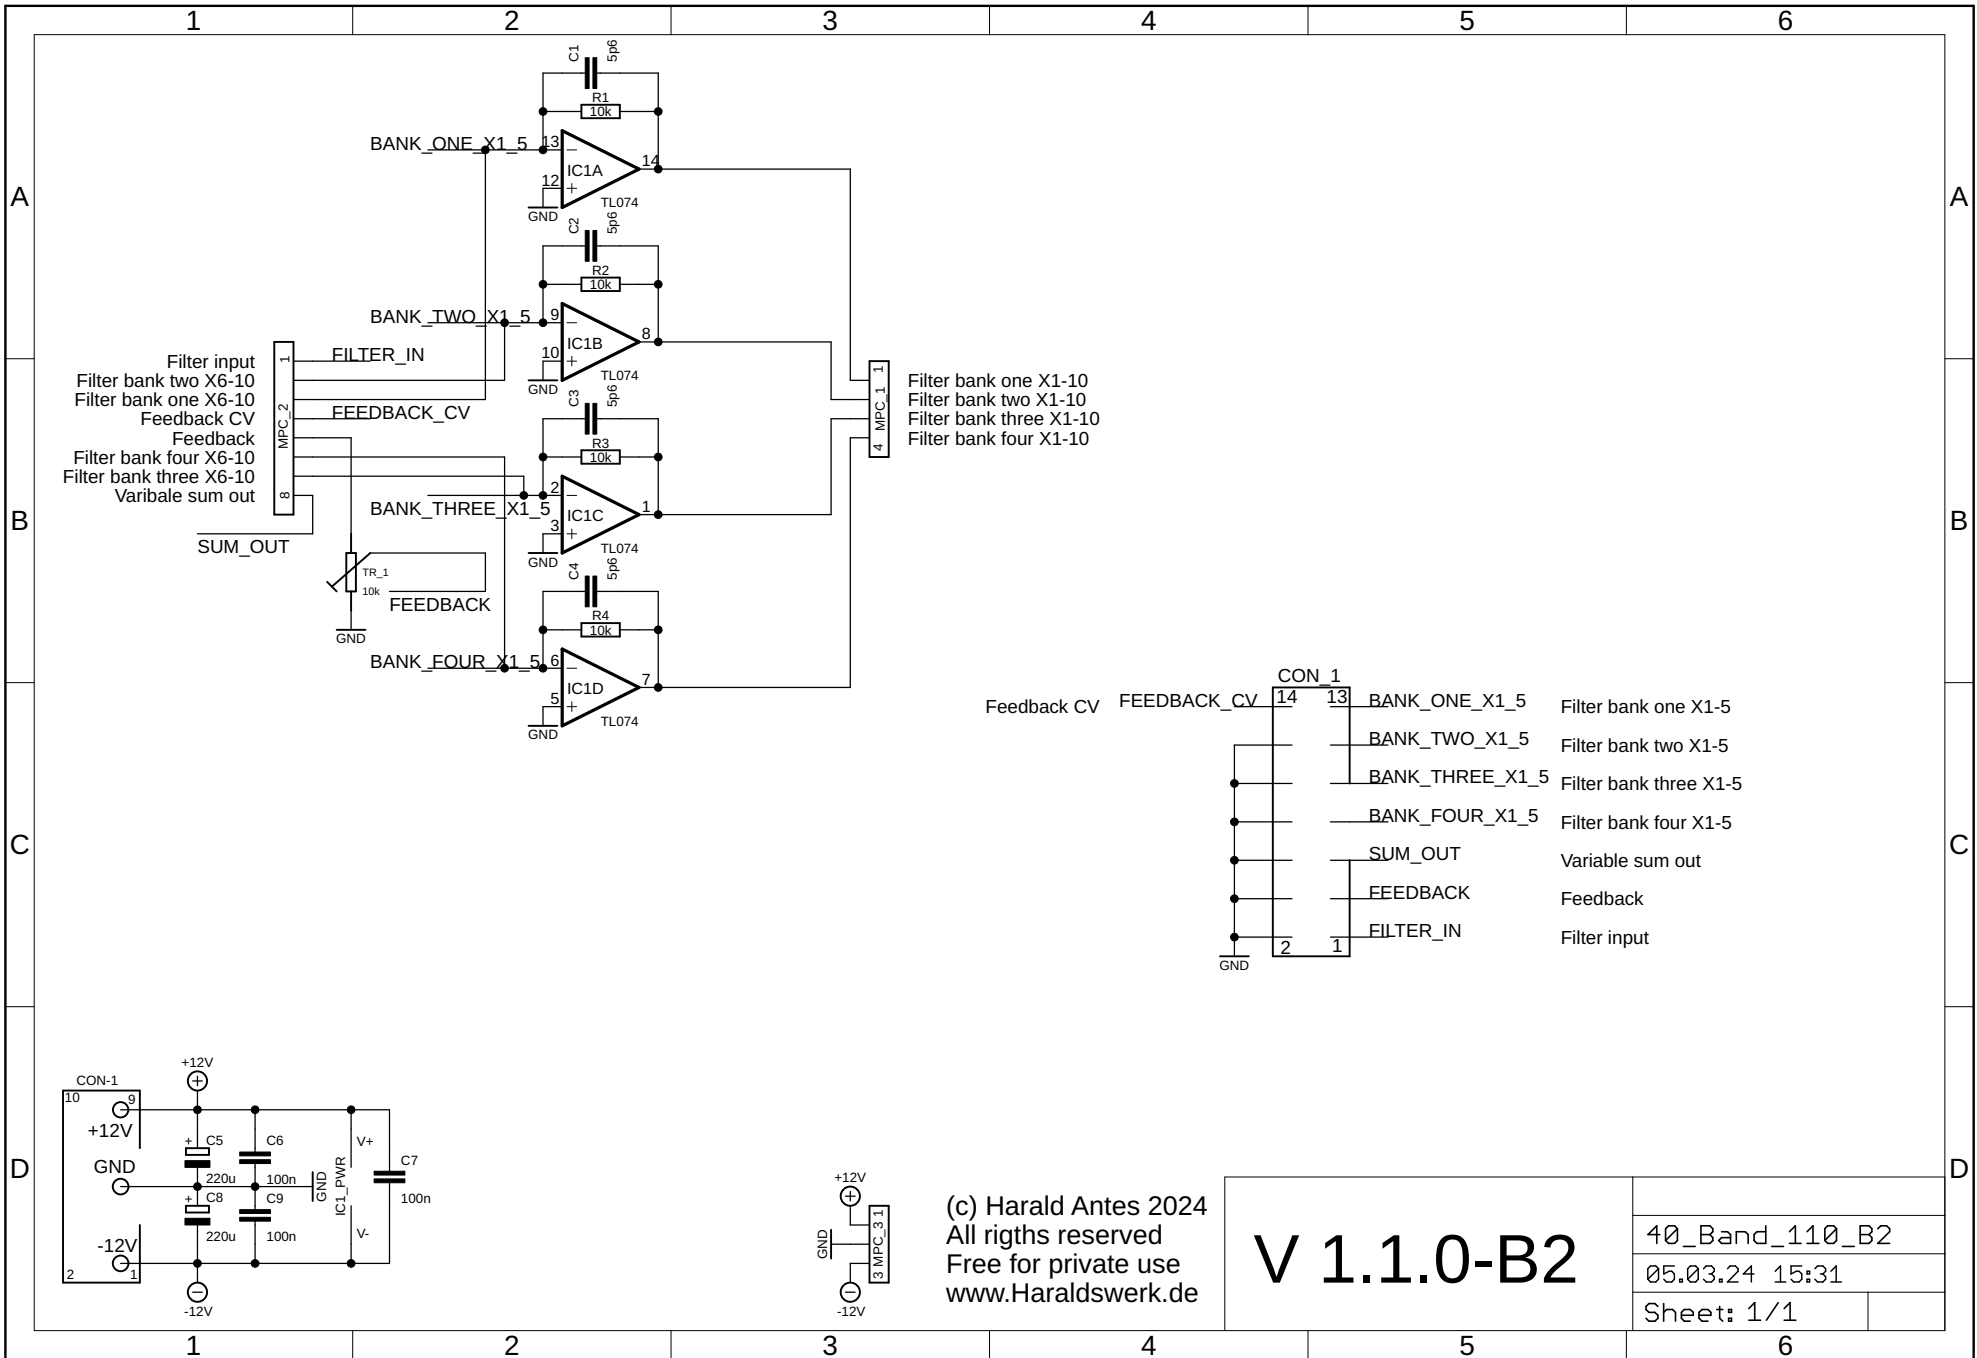 1 2 3 4 5 6
A A
B B
C C
D D
C1
5p6
R1
10k
BANK_ONE_X1_5
13
14
IC1A
12
TL074
GND
C2
5p6
R2
10k
BANK_TWO_X1_5
9
8
IC1B
10
TL074
GND
C3
5p6
R3
10k
BANK_THREE_X1_5
2
1
IC1C
3
TL074
GND
C4
5p6
R4
10k
BANK_FOUR_X1_5
6
7
IC1D
5
TL074
GND
Filter input
Filter bank two X6-10
Filter bank one X6-10
Feedback CV
Feedback
Filter bank four X6-10
Filter bank three X6-10
Varibale sum out
1
MPC_2
8
FILTER_IN
FEEDBACK_CV
SUM_OUT
TR_1
10k
FEEDBACK
GND
1
MPC_1
4
Filter bank one X1-10
Filter bank two X1-10
Filter bank three X1-10
Filter bank four X1-10
CON_1
14 13
Feedback CV FEEDBACK_CV
BANK_ONE_X1_5 Filter bank one X1-5
BANK_TWO_X1_5 Filter bank two X1-5
BANK_THREE_X1_5 Filter bank three X1-5
BANK_FOUR_X1_5 Filter bank four X1-5
SUM_OUT Variable sum out
FEEDBACK Feedback
FILTER_IN Filter input
2 1
GND
CON-1
10 9
+12V
GND
-12V
2 1
+12V
+ C5
220u
C6
100n
+ C8
220u
C9
100n
GND
V+
IC1_PWR
V-
C7
100n
-12V
+12V
GND
3 MPC_3 1
-12V
(c) Harald Antes 2024
All rigths reserved
Free for private use
www.Haraldswerk.de
V 1.1.0-B2
40_Band_110_B2
05.03.24 15:31
Sheet: 1/1
1 2 3 4 5 6